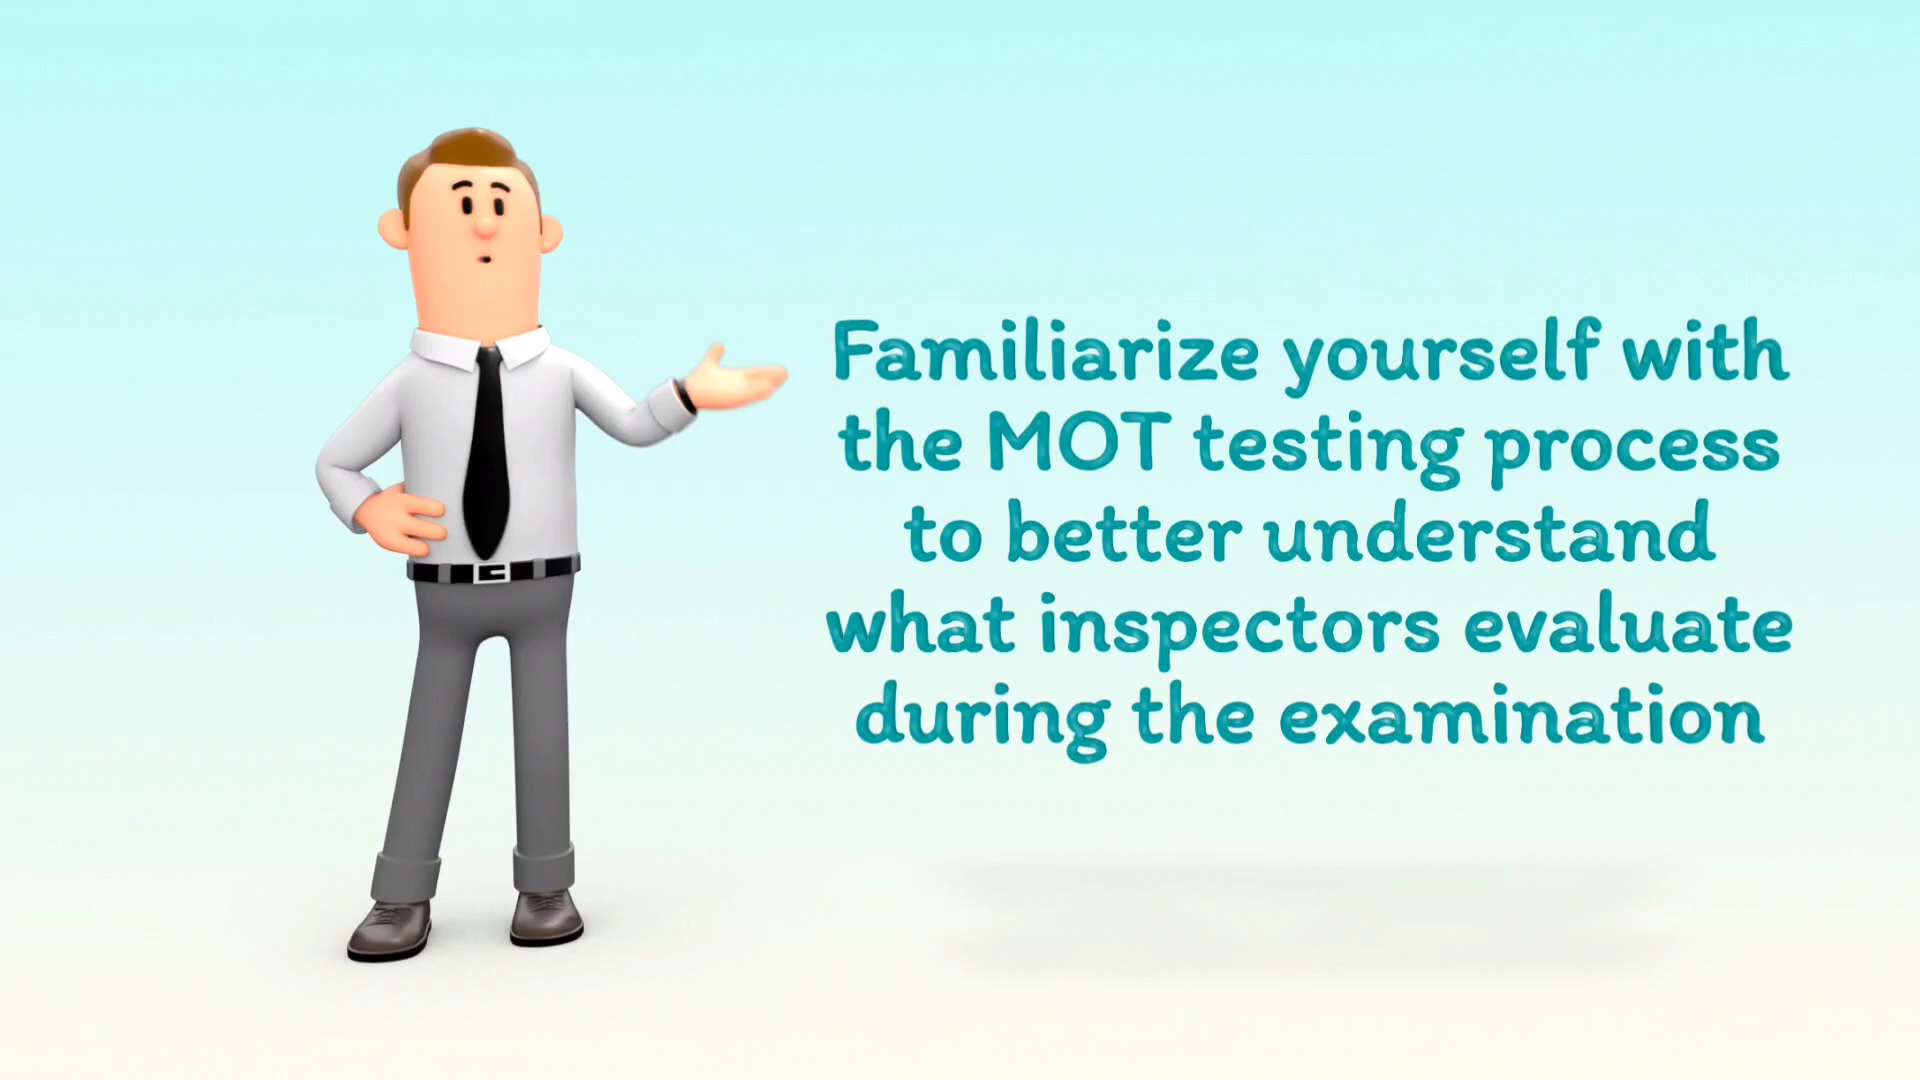 Familiarize yourself with
the MOT testing process
to better understand
what inspectors evaluate
during the examination